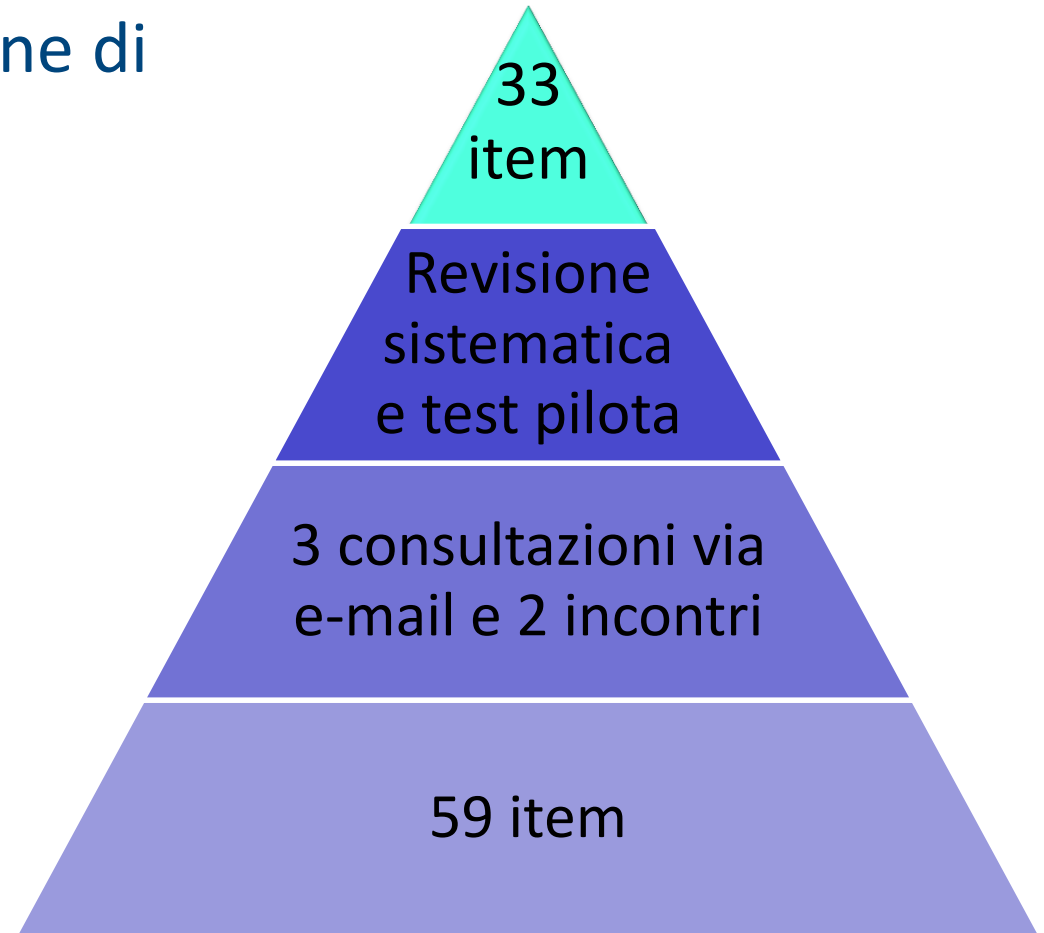 ne di
33
item
Revisione
sistematica
e test pilota
3 consultazioni via
e-mail e 2 incontri
59 item